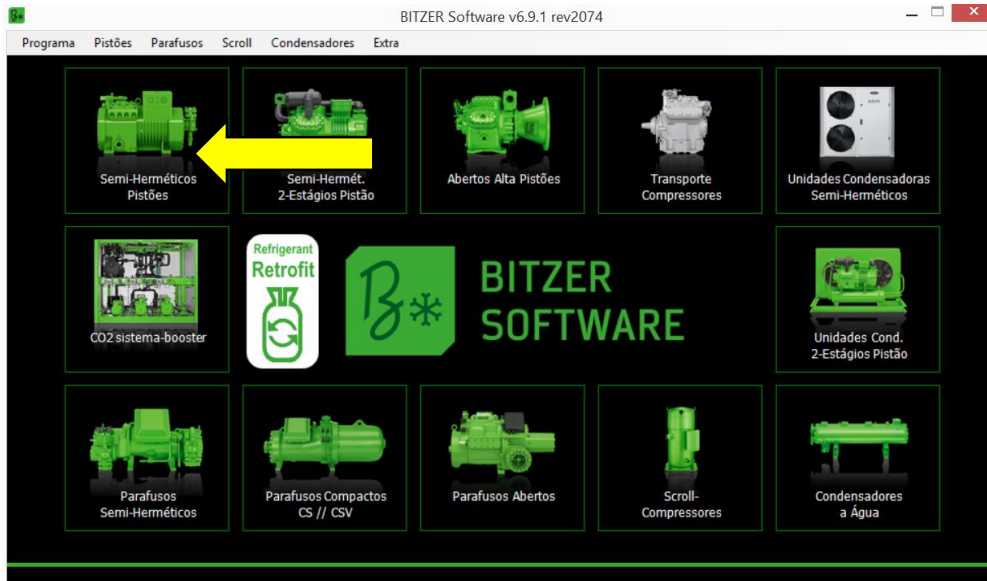 BITZER Software v6.9.1 rev2074
Programa Pistões Parafusos Scroll Condensadores Extra
Semi-Herméticos
Pistões
Semi-Hermét.
2-Estágios Pistão
Abertos Alta Pistões
Transporte
Compressores
Unidades Condensadoras
Semi-Herméticos
CO2 sistema-booster
Refrigerant
Retrofit
BITZER
SOFTWARE
Unidades Cond.
2-Estágios Pistão
Parafusos
Semi-Herméticos
Parafusos Compactos
CS // CSV
Parafusos Abertos
Scroll-
Compressores
Condensadores
a Água